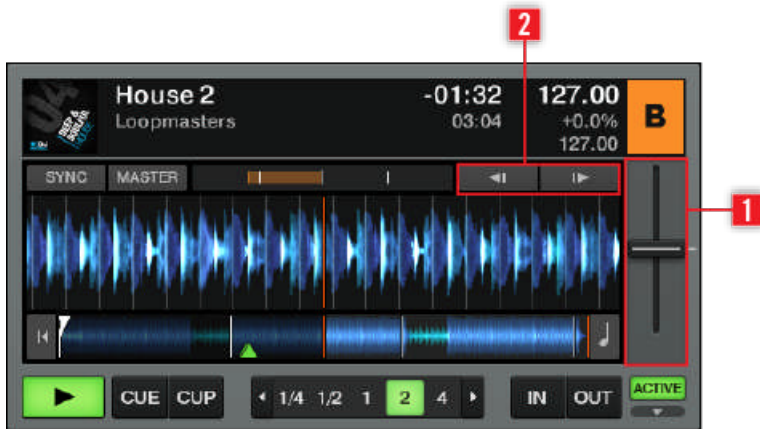 2
House 2
Loopmasters
-01:32
03:04
127.00
+0.0%
127.00
B
SYNC
MASTER
1
CUE
CUP
1/4
1/2
1
2
4
IN
OUT
ACTIVE